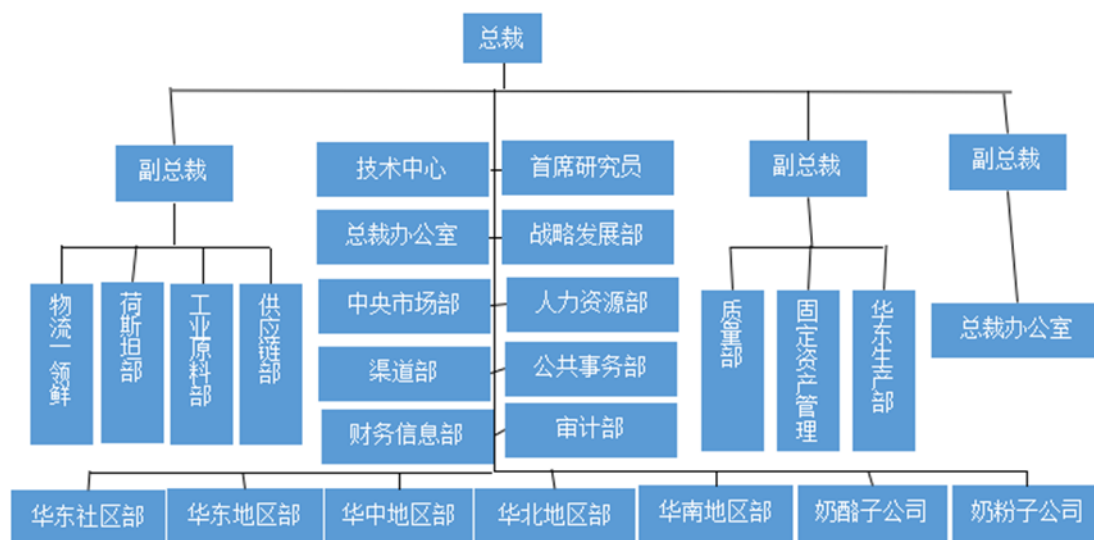 总裁
副总裁
副总裁
副总裁
技术中心
首席研究员
总裁办公室
战略发展部
中央市场部
人力资源部
渠道部
公共事务部
财务信息部
审计部
物流一领鲜
荷斯坦部
工业原料部
供应链部
质量部
固定资产管理
华东生产部
总裁办公室
华东社区部
华东地区部
华中地区部
华北地区部
华南地区部
奶酪子公司
奶粉子公司